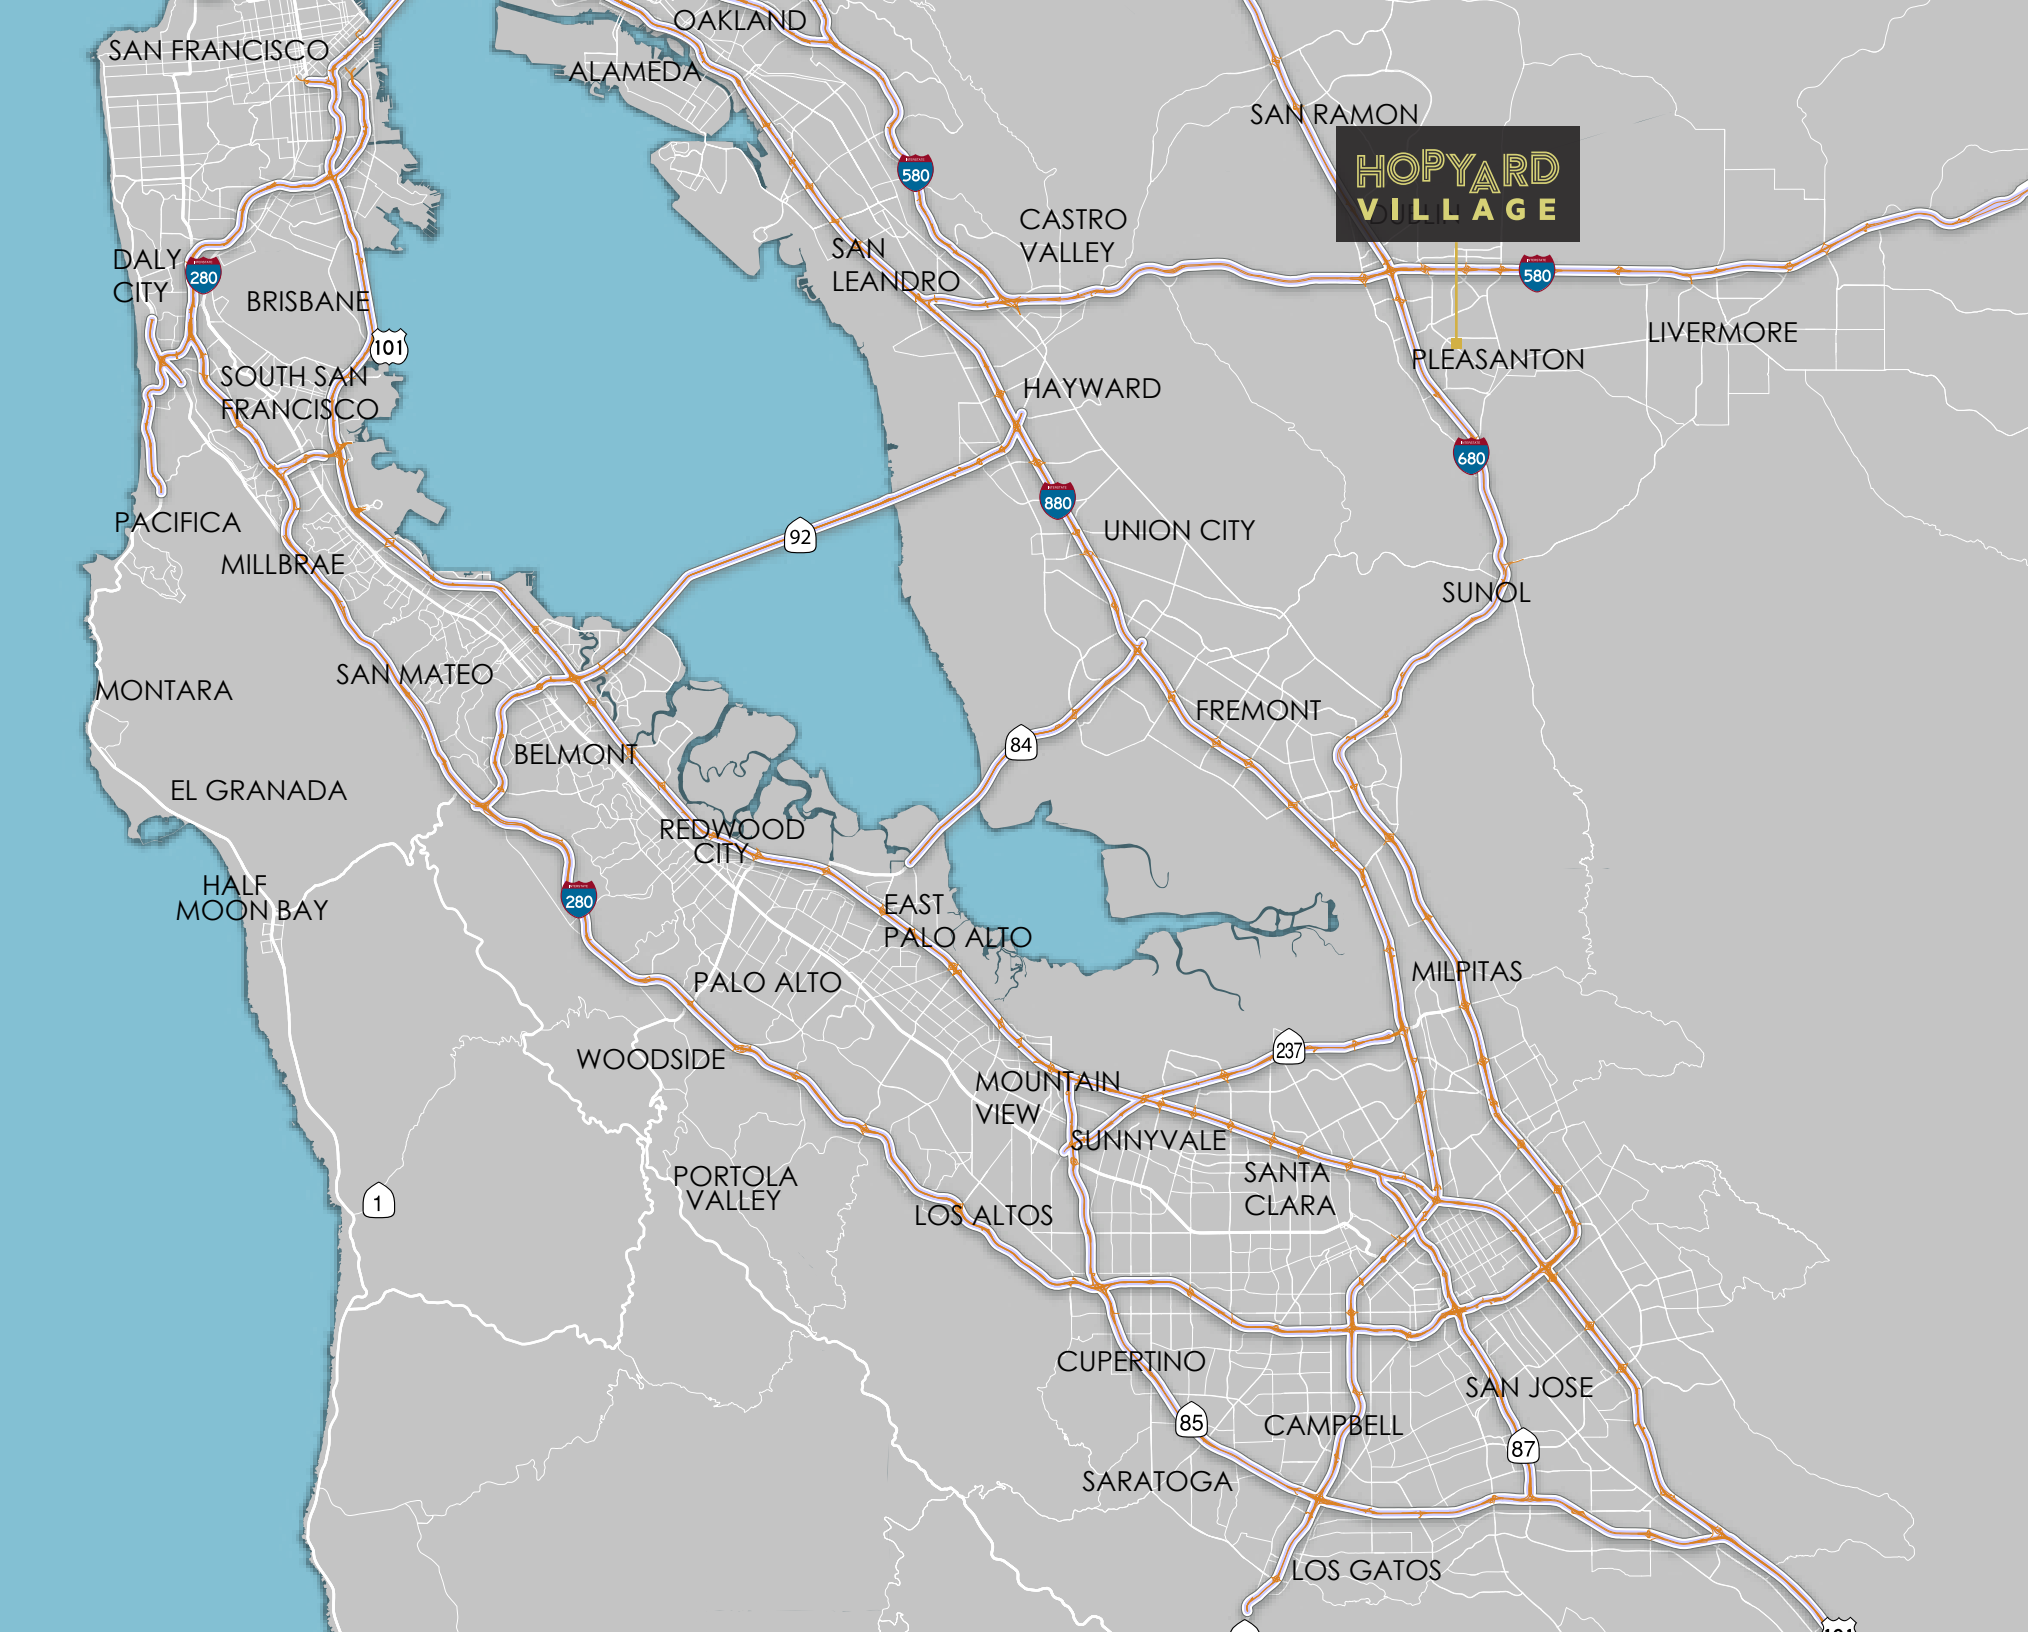 OAKLAND
SAN FRANCISCO
ALAMEDA
SAN RAMON
580
HOPYARD
VILLAGE
DUBLIN
CASTRO
VALLEY
SAN
LEANDRO
DALY
CITY
280
BRISBANE
580
101
LIVERMORE
PLEASANTON
SOUTH SAN
FRANCISCO
HAYWARD
680
880
PACIFICA
92
UNION CITY
MILLBRAE
SUNOL
SAN MATEO
MONTARA
FREMONT
84
BELMONT
EL GRANADA
REDWOOD
CITY
HALF
MOON BAY
280
EAST
PALO ALTO
MILPITAS
PALO ALTO
237
WOODSIDE
MOUNTAIN
VIEW
SUNNYVALE
SANTA
CLARA
PORTOLA
VALLEY
1
LOS ALTOS
CUPERTINO
SAN JOSE
85
CAMPBELL
87
SARATOGA
LOS GATOS
101